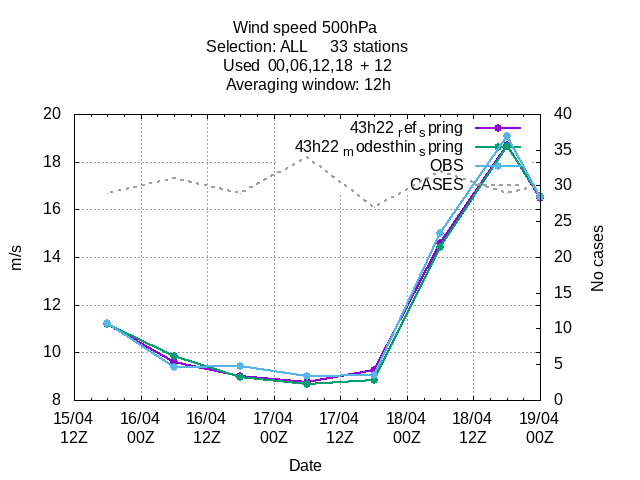 Wind speed 500hPa
Selection: ALL 33 stations
Used 00,06,12,18 + 12
Averaging window: 12h
43h22 ref spring
43h22 modesthin spring
OBS
CASES
20
18
16
14
12
10
8
40
35
30
25
20
15
10
5
0
m/s
No cases
15/04 16/04 16/04 17/04 17/04 18/04 18/04 19/04
12Z 00Z 12Z 00Z 12Z 00Z 12Z 00Z
Date